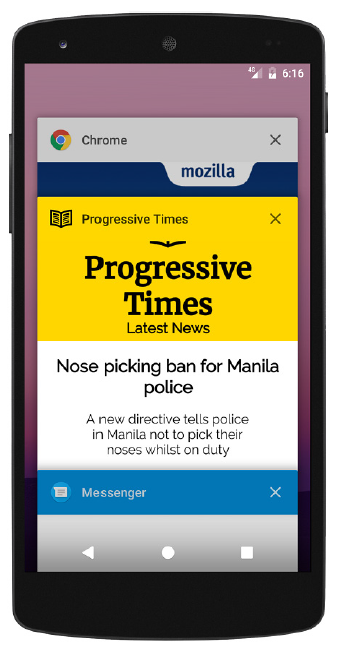 4G 6:16
Chrome
mozilla
Progressive Times
Progressive
Times
Latest News
Nose picking ban for Manila
police
A new directive tells police
in Manila not to pick their
noses whilst on duty
Messenger